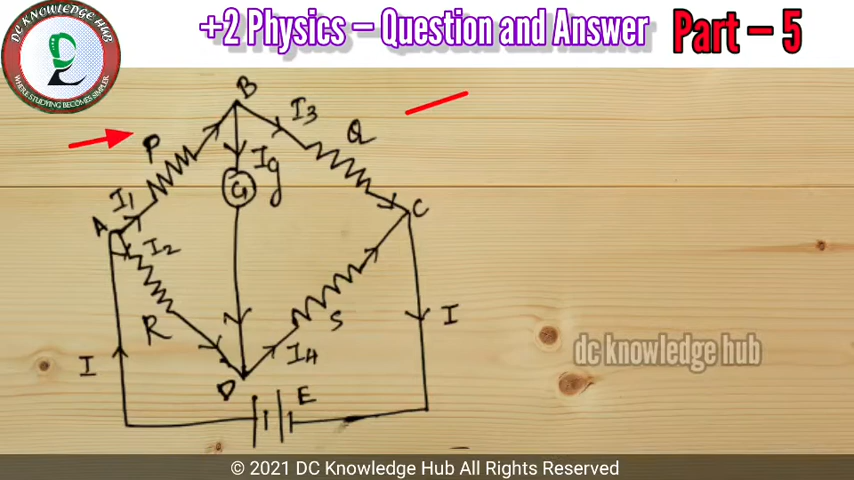 +2 Physics – Question and Answer Part – 5
DC KNOWLEDGE HUB
WHERE STUDYING BECOMES SIMPLER
B
I3
P
Q
Ig
G
I1
A
C
I2
R
S
I
I4
I
D
E
dc knowledge hub
© 2021 DC Knowledge Hub All Rights Reserved